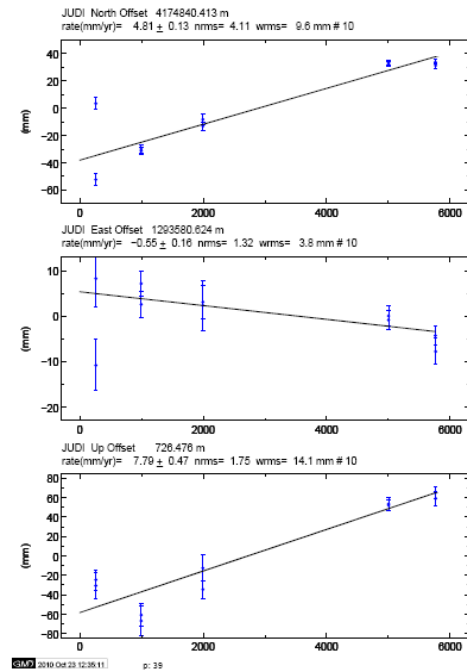 JUDI North Offset 4174840.413 m
rate(mm/yr)= 4.81 ± 0.13 nrms= 4.11 wrms= 9.6 mm # 10
40
20
0
−20
−40
−60
(mm)
0 2000 4000 6000
JUDI East Offset 1293580.624 m
rate(mm/yr)= −0.55 ± 0.16 nrms= 1.32 wrms= 3.8 mm # 10
10
0
−10
−20
(mm)
0 2000 4000 6000
JUDI Up Offset 726.476 m
rate(mm/yr)= 7.79 ± 0.47 nrms= 1.75 wrms= 14.1 mm # 10
80
60
40
20
0
−20
−40
−60
−80
(mm)
0 2000 4000 6000
GMD 2010 Oct 23 12:35:11 p: 39